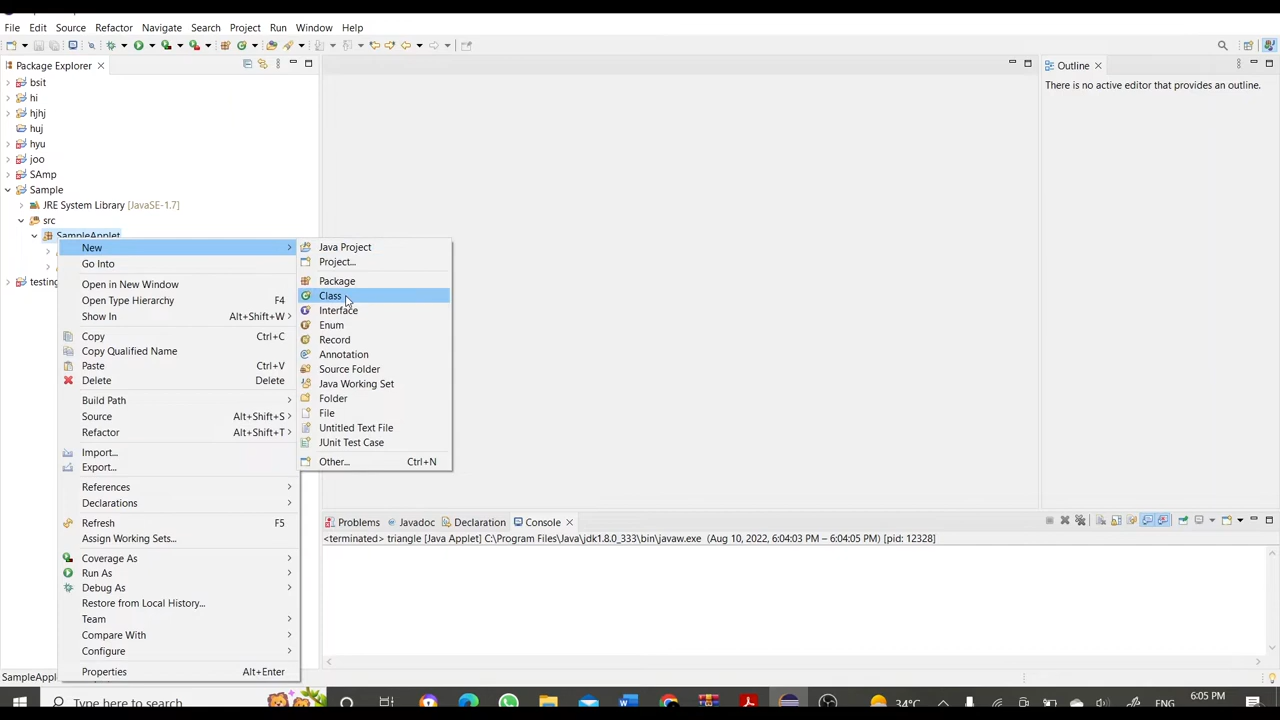 File Edit Source Refactor Navigate Search Project Run Window Help
Package Explorer
Outline
There is no active editor that provides an outline.
bsit
hi
hjhj
huj
hyu
joo
SAmp
Sample
JRE System Library [JavaSE-1.7]
src
SampleApplet
testing
New
Go Into
Open in New Window
Open Type Hierarchy F4
Show In Alt+Shift+W
Copy Ctrl+C
Copy Qualified Name
Paste Ctrl+V
Delete Delete
Build Path
Source Alt+Shift+S
Refactor Alt+Shift+T
Import...
Export...
References
Declarations
Refresh F5
Assign Working Sets...
Coverage As
Run As
Debug As
Restore from Local History...
Team
Compare With
Configure
Properties Alt+Enter
Java Project
Project...
Package
Class
Interface
Enum
Record
Annotation
Source Folder
Java Working Set
Folder
File
Untitled Text File
JUnit Test Case
Other... Ctrl+N
Problems Javadoc Declaration Console
<terminated> triangle [Java Applet] C:\Program Files\Java\jdk1.8.0_333\bin\javaw.exe (Aug 10, 2022, 6:04:03 PM – 6:04:05 PM) [pid: 12328]
SampleAppl
Type here to search
34°C
ENG
6:05 PM